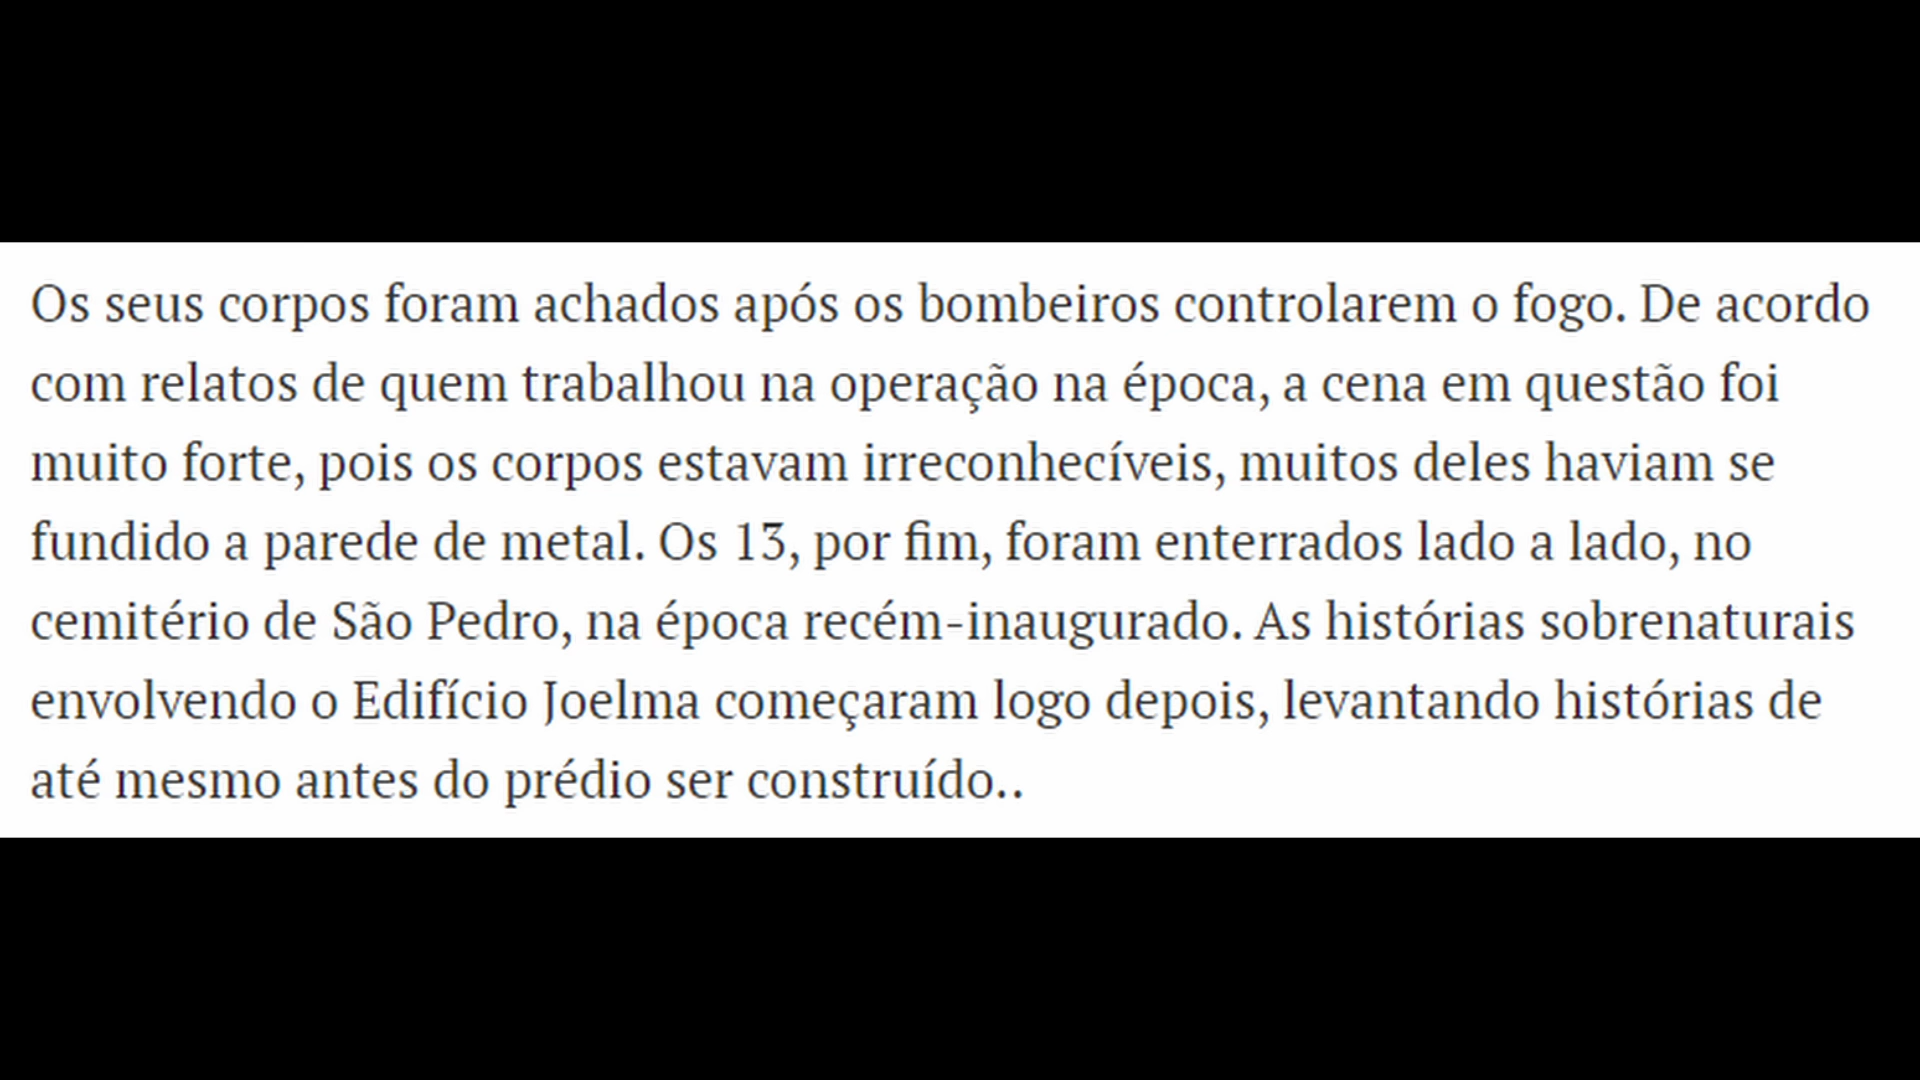 Os seus corpos foram achados após os bombeiros controlarem o fogo. De acordo
com relatos de quem trabalhou na operação na época, a cena em questão foi
muito forte, pois os corpos estavam irreconhecíveis, muitos deles haviam se
fundido a parede de metal. Os 13, por fim, foram enterrados lado a lado, no
cemitério de São Pedro, na época recém-inaugurado. As histórias sobrenaturais
envolvendo o Edifício Joelma começaram logo depois, levantando histórias de
até mesmo antes do prédio ser construído..